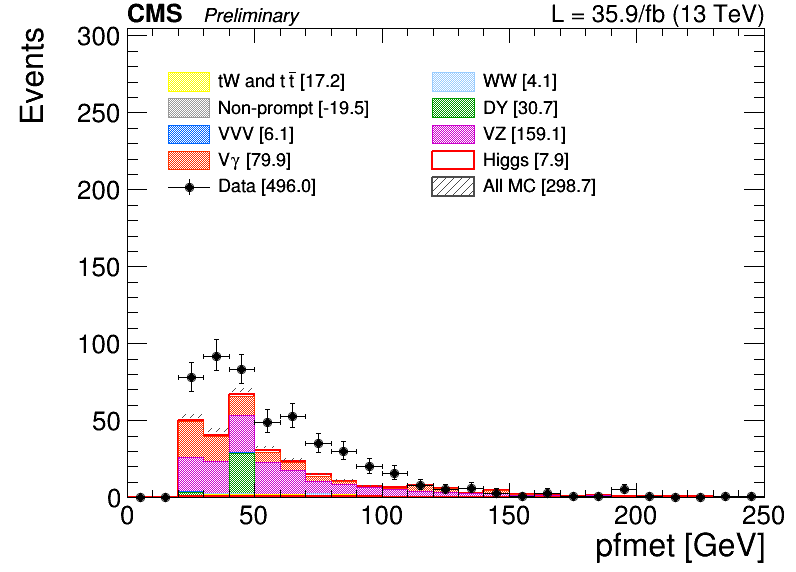 CMS Preliminary L = 35.9/fb (13 TeV)
Events
300
250
200
150
100
50
0
tW and t t̄ [17.2]
WW [4.1]
Non-prompt [-19.5]
DY [30.7]
VVV [6.1]
VZ [159.1]
Vγ [79.9]
Higgs [7.9]
Data [496.0]
All MC [298.7]
0 50 100 150 200 250
pfmet [GeV]